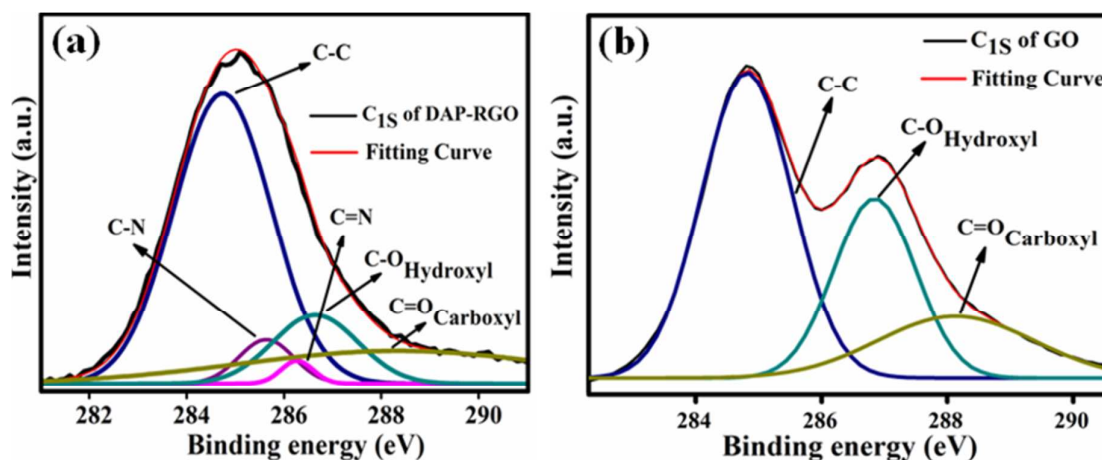 (a)
C-C
C1S of DAP-RGO
Fitting Curve
C=N
C-N
C-OHydroxyl
C=OCarboxyl
Intensity (a.u.)
282 284 286 288 290
Binding energy (eV)
(b)
C1S of GO
Fitting Curve
C-C
C-OHydroxyl
C=OCarboxyl
Intensity (a.u.)
284 286 288 290
Binding energy (eV)